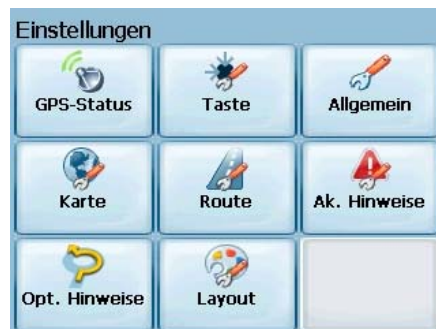 Einstellungen
GPS-Status
Taste
Allgemein
Karte
Route
Ak. Hinweise
Opt. Hinweise
Layout